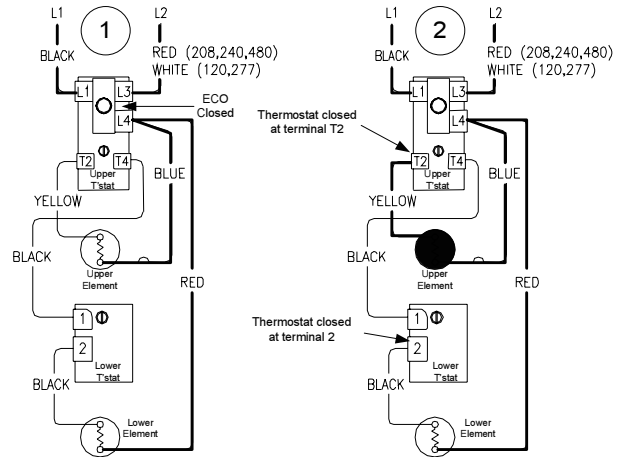 L1
1
L2
BLACK
RED (208,240,480)
WHITE (120,277)
L1
L3
ECO
Closed
L4
T2
T4
Upper
T'stat
BLUE
YELLOW
BLACK
Upper
Element
RED
1
2
Lower
T'stat
BLACK
Lower
Element
L1
2
L2
BLACK
RED (208,240,480)
WHITE (120,277)
L1
L3
L4
Thermostat closed
at terminal T2
T2
T4
Upper
T'stat
BLUE
YELLOW
BLACK
Upper
Element
RED
Thermostat closed
at terminal 2
1
2
Lower
T'stat
BLACK
Lower
Element